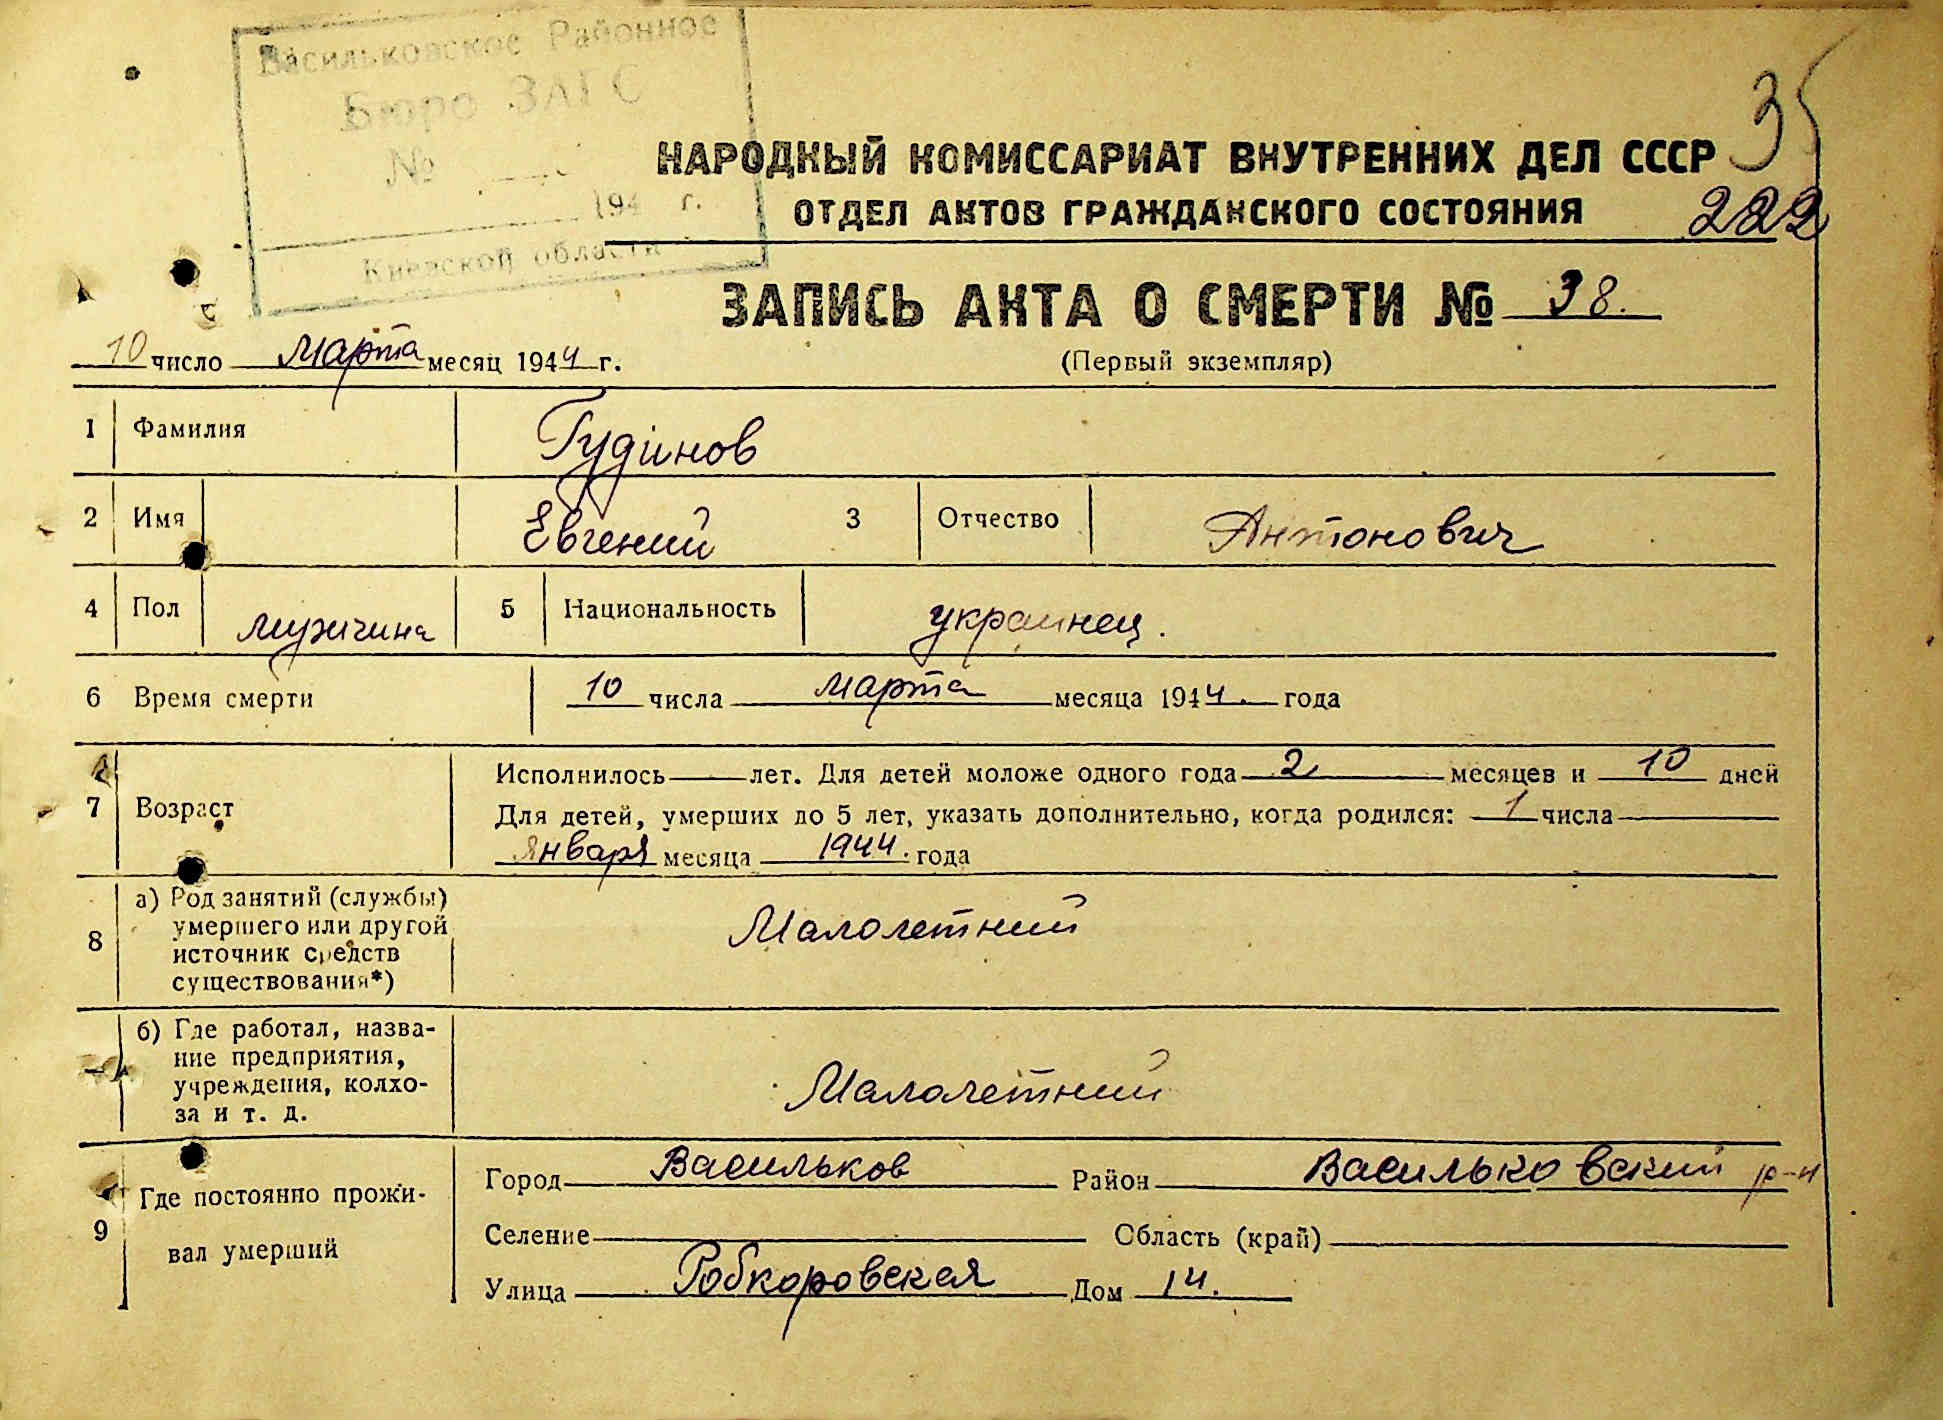 Васильковское Районное
Бюро ЗАГС
№
194 г.
Киевской области
35
НАРОДНЫЙ КОМИССАРИАТ ВНУТРЕННИХ ДЕЛ СССР
ОТДЕЛ АКТОВ ГРАЖДАНСКОГО СОСТОЯНИЯ 222
ЗАПИСЬ АКТА О СМЕРТИ № 38.
10 число марта месяц 1944 г. (Первый экземпляр)
1 Фамилия Гудiнов
2 Имя Евгений 3 Отчество Антонович
4 Пол мужчина 5 Национальность украинец.
6 Время смерти 10 числа марта месяца 1944. года
Исполнилось — лет. Для детей моложе одного года 2 месяцев и 10 дней
7 Возраст Для детей, умерших до 5 лет, указать дополнительно, когда родился: 1 числа
января месяца 1944. года
8 а) Род занятий (службы)
умершего или другой Малолетний
источник средств
существования*)
б) Где работал, назва-
ние предприятия,
учреждения, колхо- Малолетний
за и т. д.
Город Васильков Район Васильковский р-н
9 Где постоянно прожи-
вал умерший
Селение Область (край)
Улица Робкоровская Дом 14.